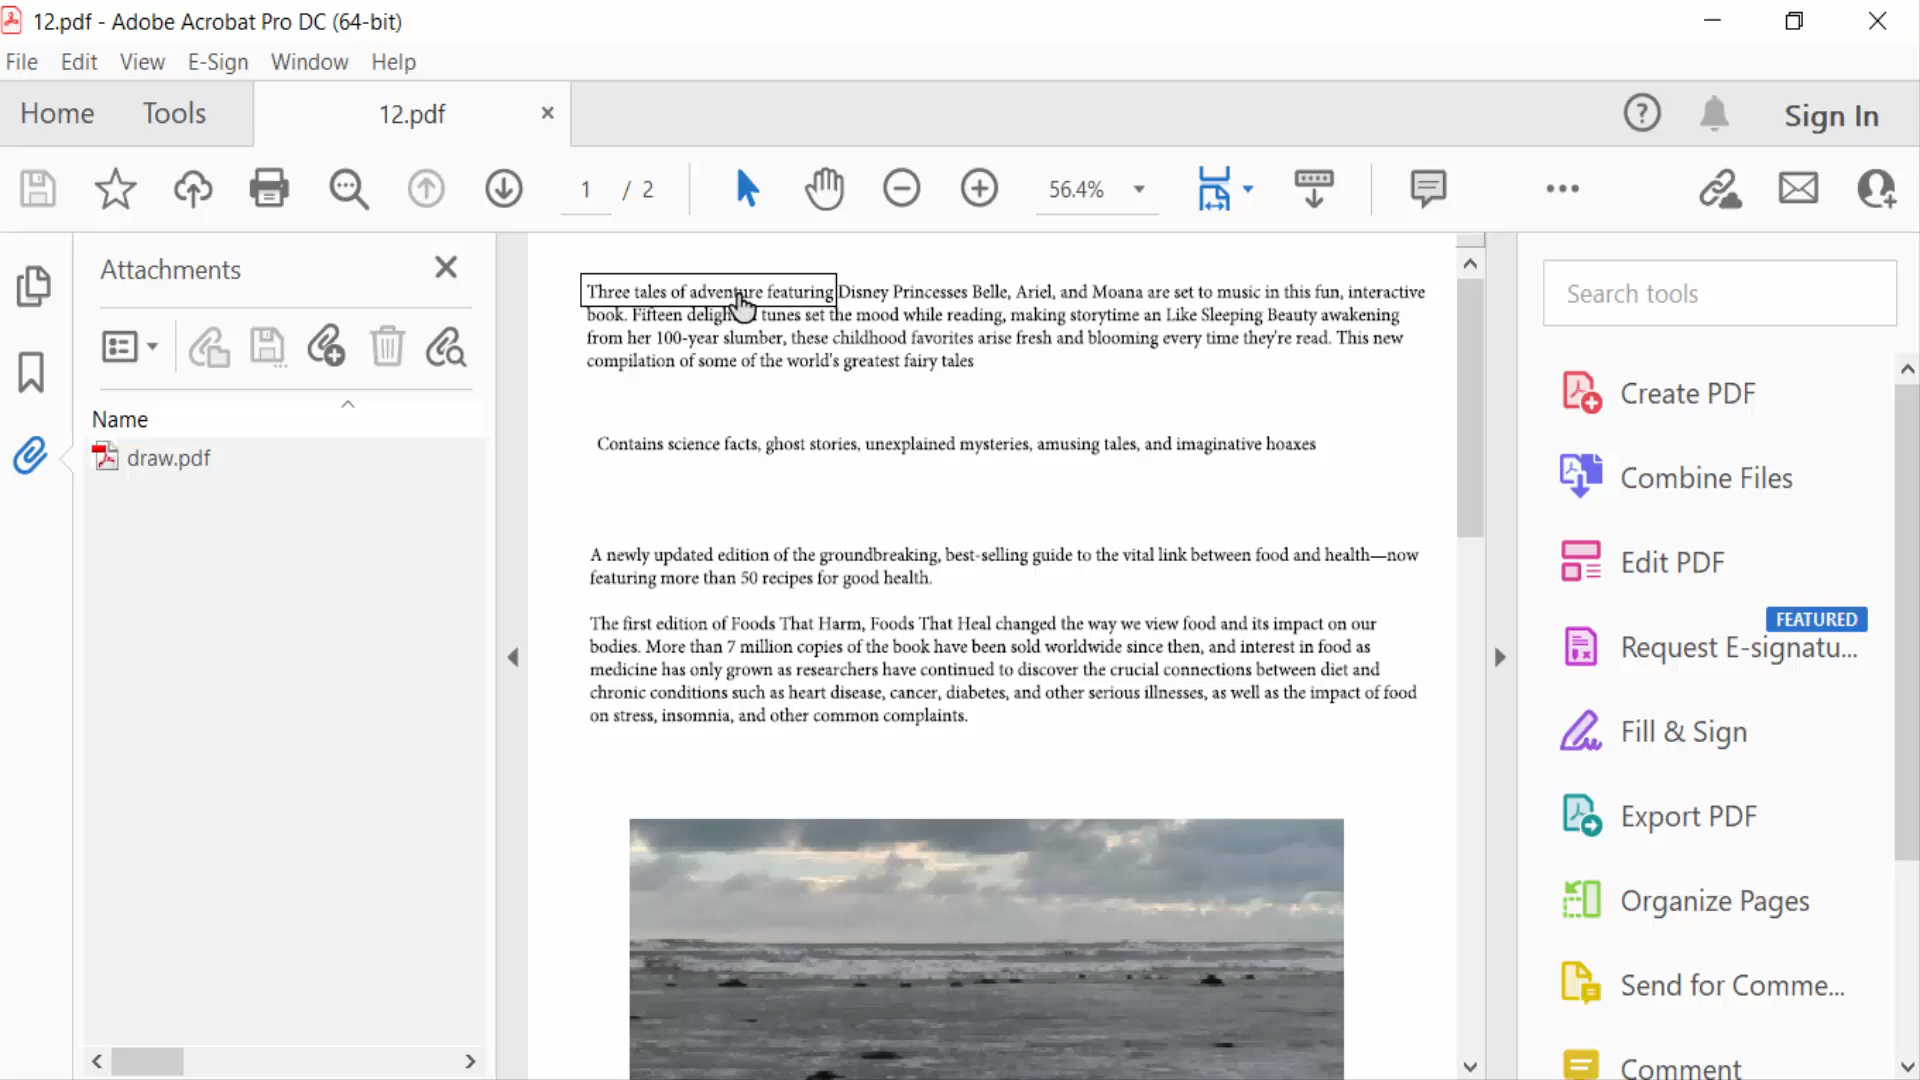 12.pdf - Adobe Acrobat Pro DC (64-bit)
File Edit View E-Sign Window Help
Home Tools 12.pdf Sign In
1 / 2 56.4%
Attachments
Name
draw.pdf
Three tales of adventure featuring Disney Princesses Belle, Ariel, and Moana are set to music in this fun, interactive
book. Fifteen tunes set the mood while reading, making storytime an Like Sleeping Beauty awakening
from her 100-year slumber, these childhood favorites arise fresh and blooming every time they're read. This new
compilation of some of the world's greatest fairy tales
Contains science facts, ghost stories, unexplained mysteries, amusing tales, and imaginative hoaxes
A newly updated edition of the groundbreaking, best-selling guide to the vital link between food and health—now
featuring more than 50 recipes for good health.
The first edition of Foods That Harm, Foods That Heal changed the way we view food and its impact on our
bodies. More than 7 million copies of the book have been sold worldwide since then, and interest in food as
medicine has only grown as researchers have continued to discover the crucial connections between diet and
chronic conditions such as heart disease, cancer, diabetes, and other serious illnesses, as well as the impact of food
on stress, insomnia, and other common complaints.
Search tools
Create PDF
Combine Files
Edit PDF
FEATURED
Request E-signatu...
Fill & Sign
Export PDF
Organize Pages
Send for Comme...
Comment